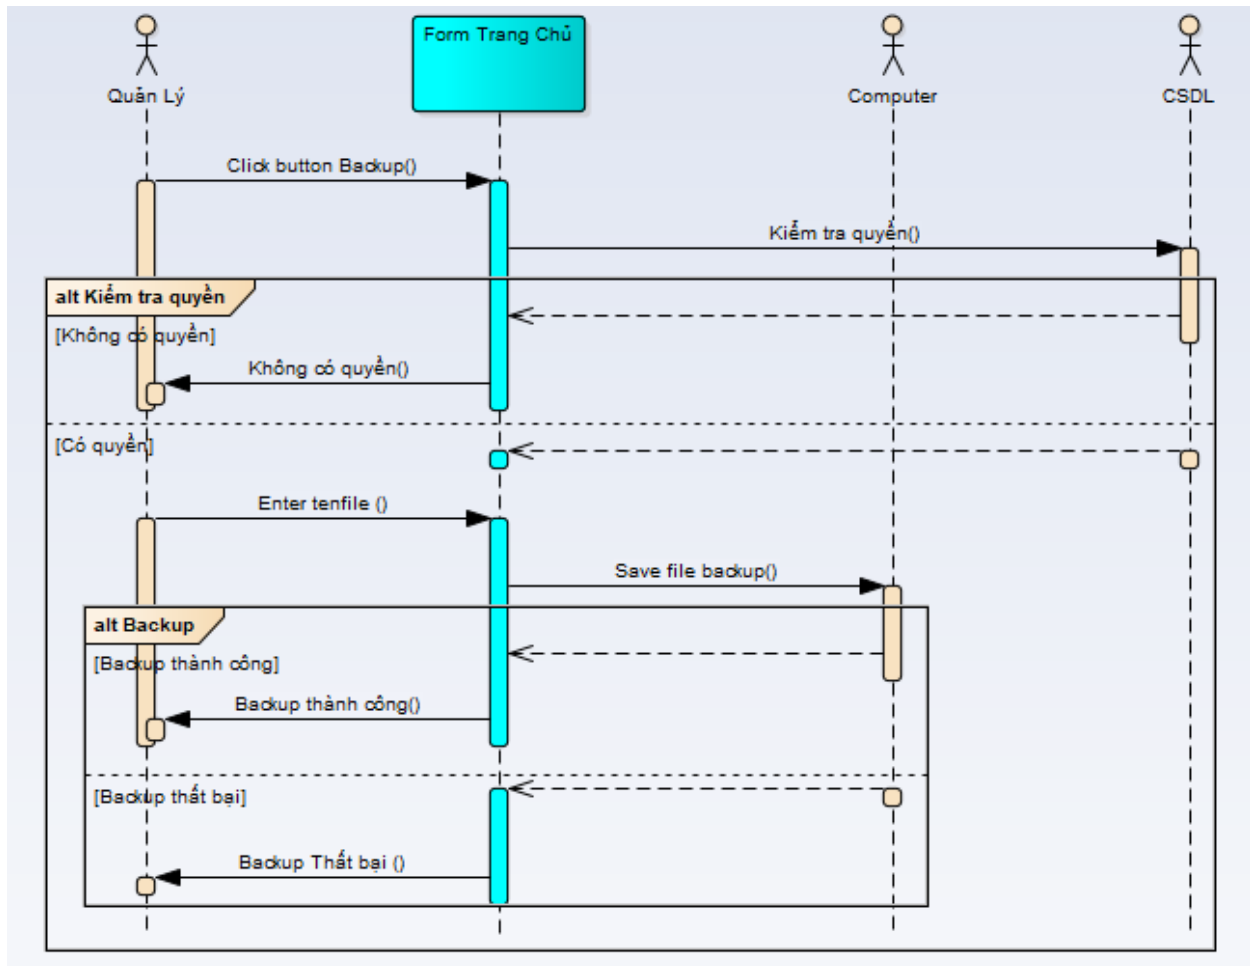 Quản Lý
Form Trang Chủ
Computer
CSDL
Click button Backup()
Kiểm tra quyền()
alt Kiểm tra quyền
[Không có quyền]
Không có quyền()
[Có quyền]
Enter tenfile ()
Save file backup()
alt Backup
[Backup thành công]
Backup thành công()
[Backup thất bại]
Backup Thất bại ()